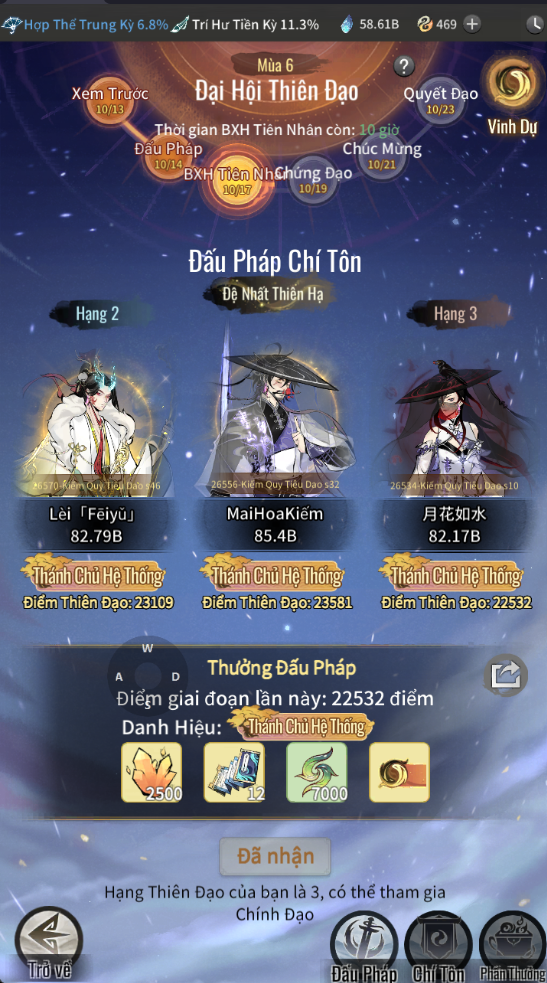 Hợp Thể Trung Kỳ 6.8% Trí Hư Tiền Kỳ 11.3% 58.61B 469
Mùa 6
?
Đại Hội Thiên Đạo
Xem Trước
10/13
Quyết Đạo
10/23
Vinh Dự
Thời gian BXH Tiên Nhân còn: 10 giờ
Đấu Pháp
10/14
Chúc Mừng
10/21
BXH Tiên Nhân
10/17
Chứng Đạo
10/19
Đấu Pháp Chí Tôn
Đệ Nhất Thiên Hạ
Hạng 2
Hạng 3
26570-Kiếm Quy Tiêu Dao s46
26556-Kiếm Quy Tiêu Dao s32
26534-Kiếm Quy Tiêu Dao s10
Lèi「Fēiyǔ」
MaiHoaKiếm
月花如水
82.79B
85.4B
82.17B
Thánh Chủ Hệ Thống
Thánh Chủ Hệ Thống
Thánh Chủ Hệ Thống
Điểm Thiên Đạo: 23109
Điểm Thiên Đạo: 23581
Điểm Thiên Đạo: 22532
W
A
D
S
Thưởng Đấu Pháp
Điểm giai đoạn lần này: 22532 điểm
Danh Hiệu: Thánh Chủ Hệ Thống
2500
12
7000
Đã nhận
Hạng Thiên Đạo của bạn là 3, có thể tham gia
Chính Đạo
Trở về
Đấu Pháp
Chí Tôn
Phần Thưởng